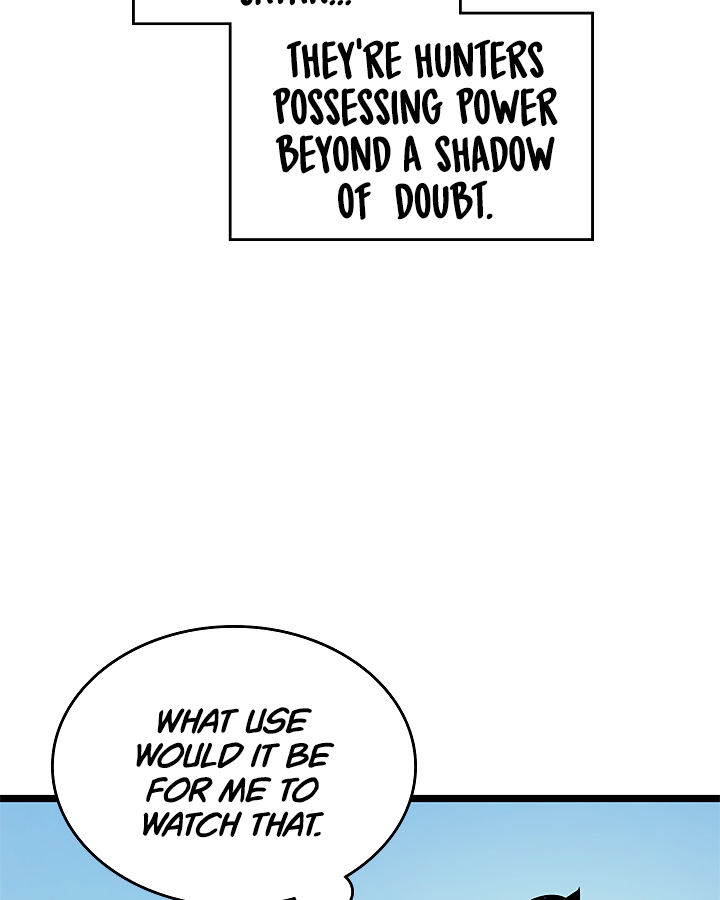 THEY'RE HUNTERS
POSSESSING POWER
BEYOND A SHADOW
OF DOUBT.
WHAT USE
WOULD IT BE
FOR ME TO
WATCH THAT.